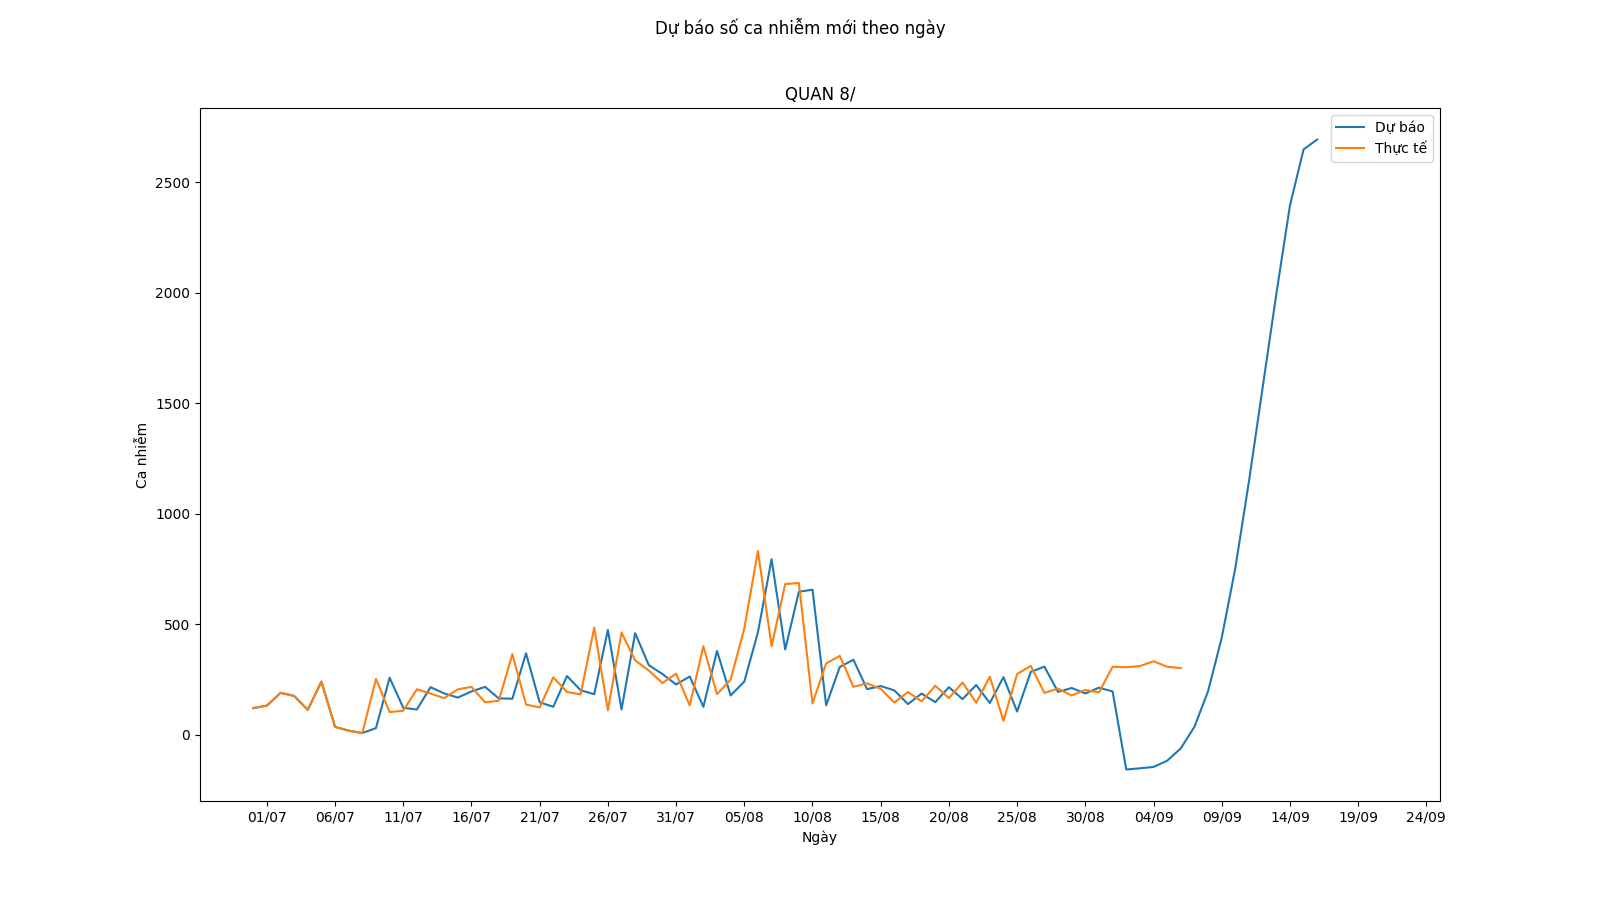 Dự báo số ca nhiễm mới theo ngày
QUAN 8/
Dự báo
Thực tế
2500
2000
1500
1000
500
0
Ca nhiễm
01/07 06/07 11/07 16/07 21/07 26/07 31/07 05/08 10/08 15/08 20/08 25/08 30/08 04/09 09/09 14/09 19/09 24/09
Ngày